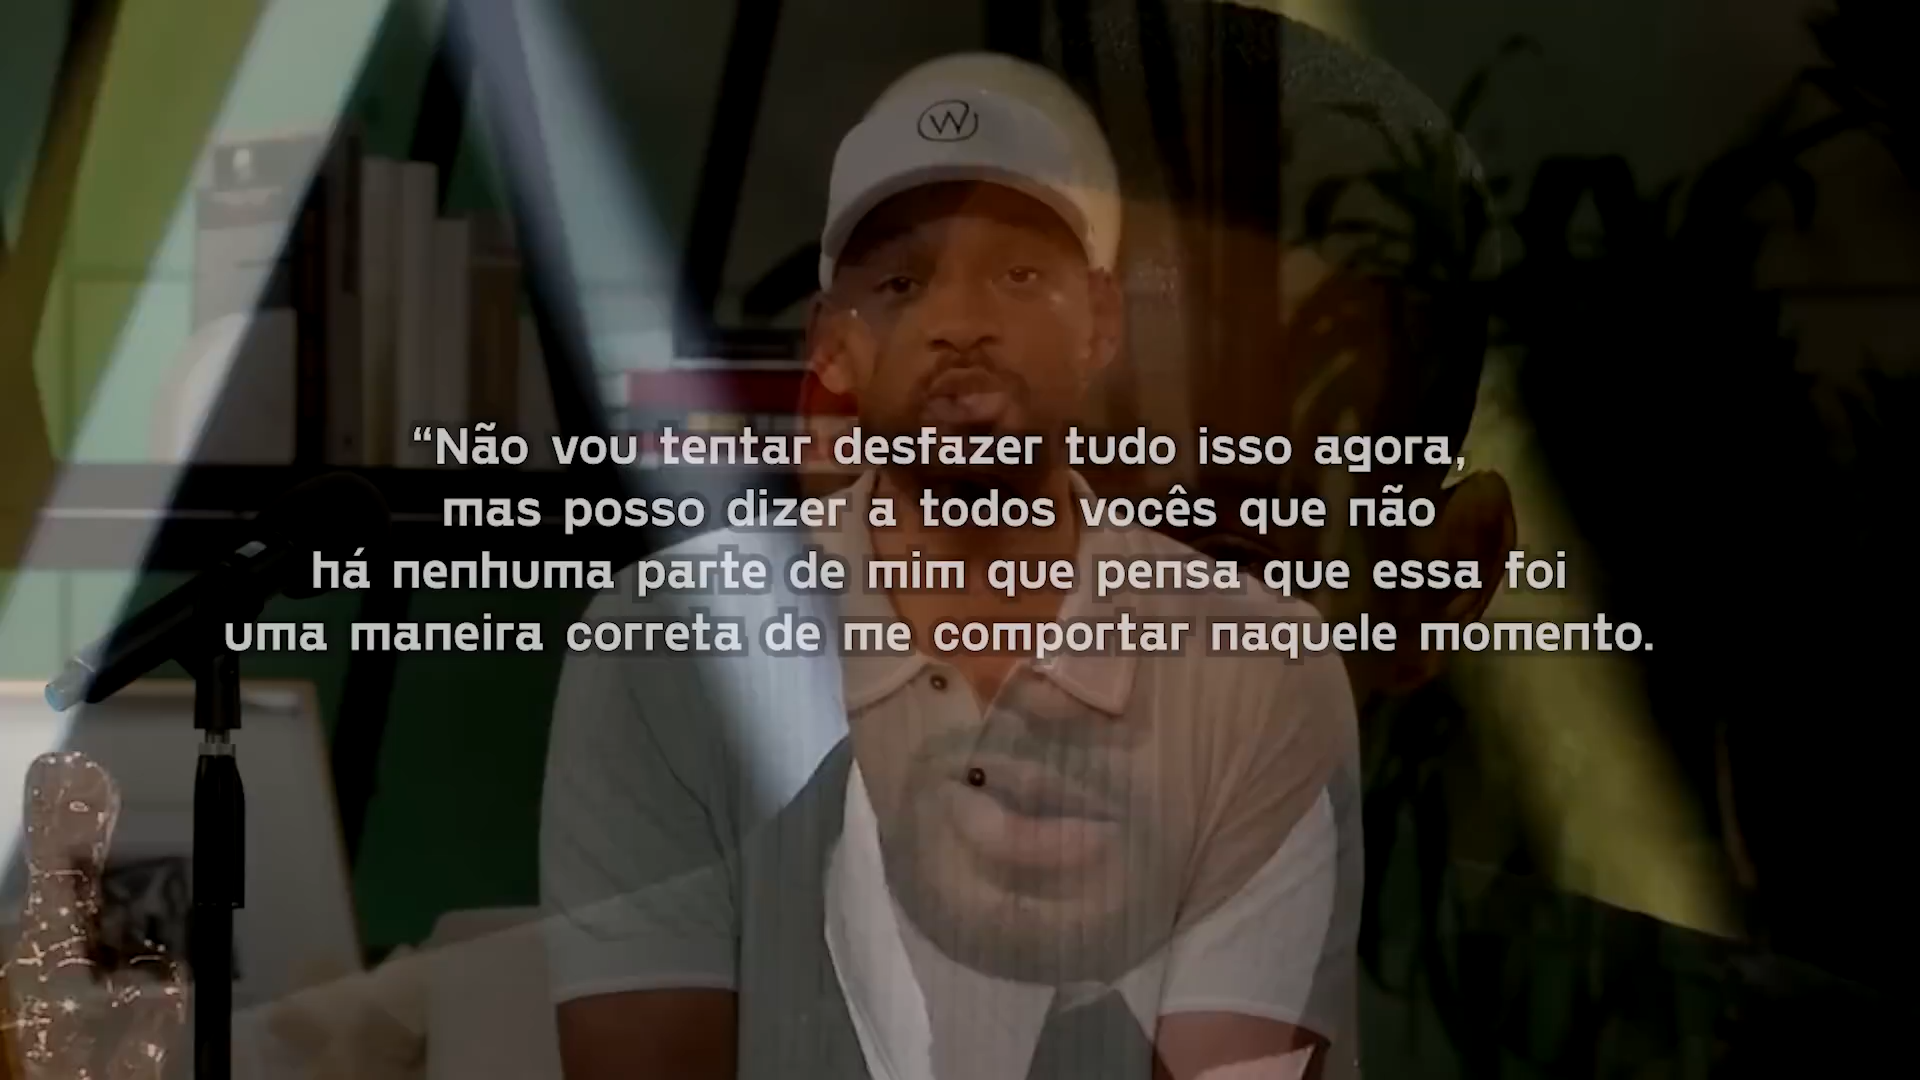 W
“Não vou tentar desfazer tudo isso agora,
mas posso dizer a todos vocês que não
há nenhuma parte de mim que pensa que essa foi
uma maneira correta de me comportar naquele momento.